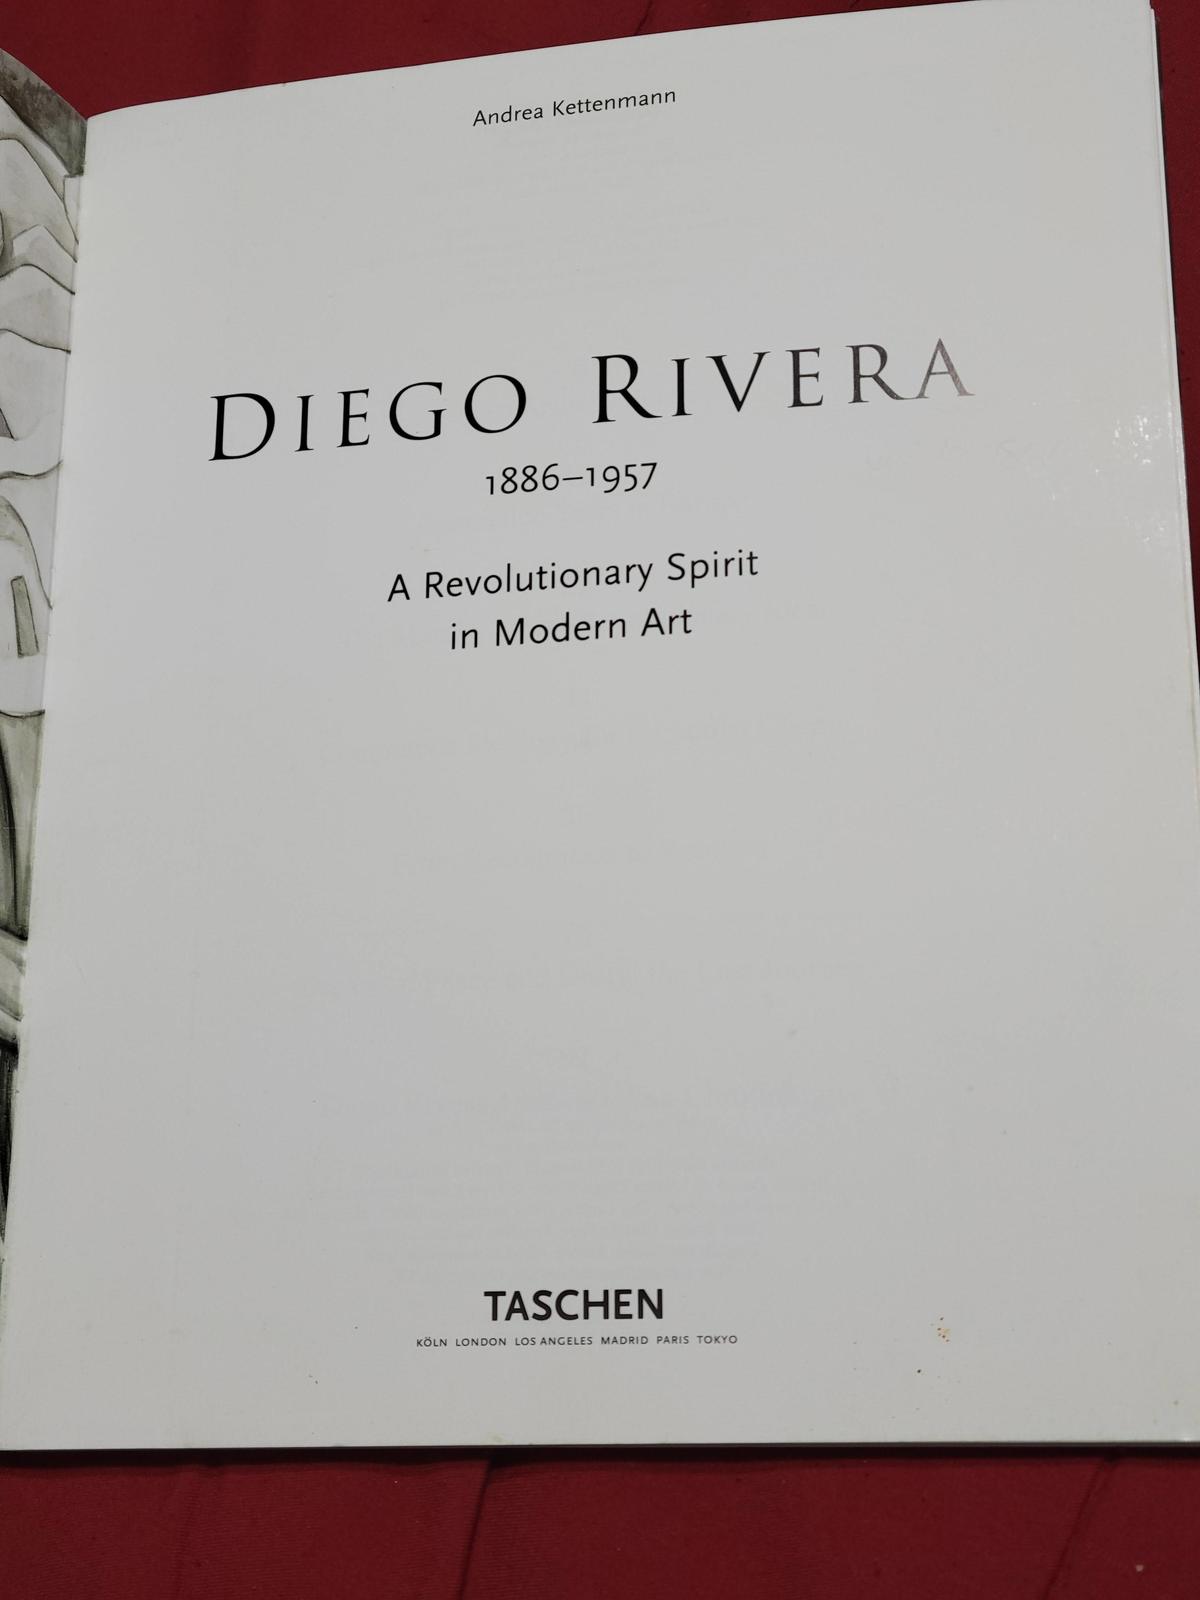 Andrea Kettenmann
DIEGO RIVERA
1886–1957
A Revolutionary Spirit
in Modern Art
TASCHEN
KÖLN LONDON LOS ANGELES MADRID PARIS TOKYO